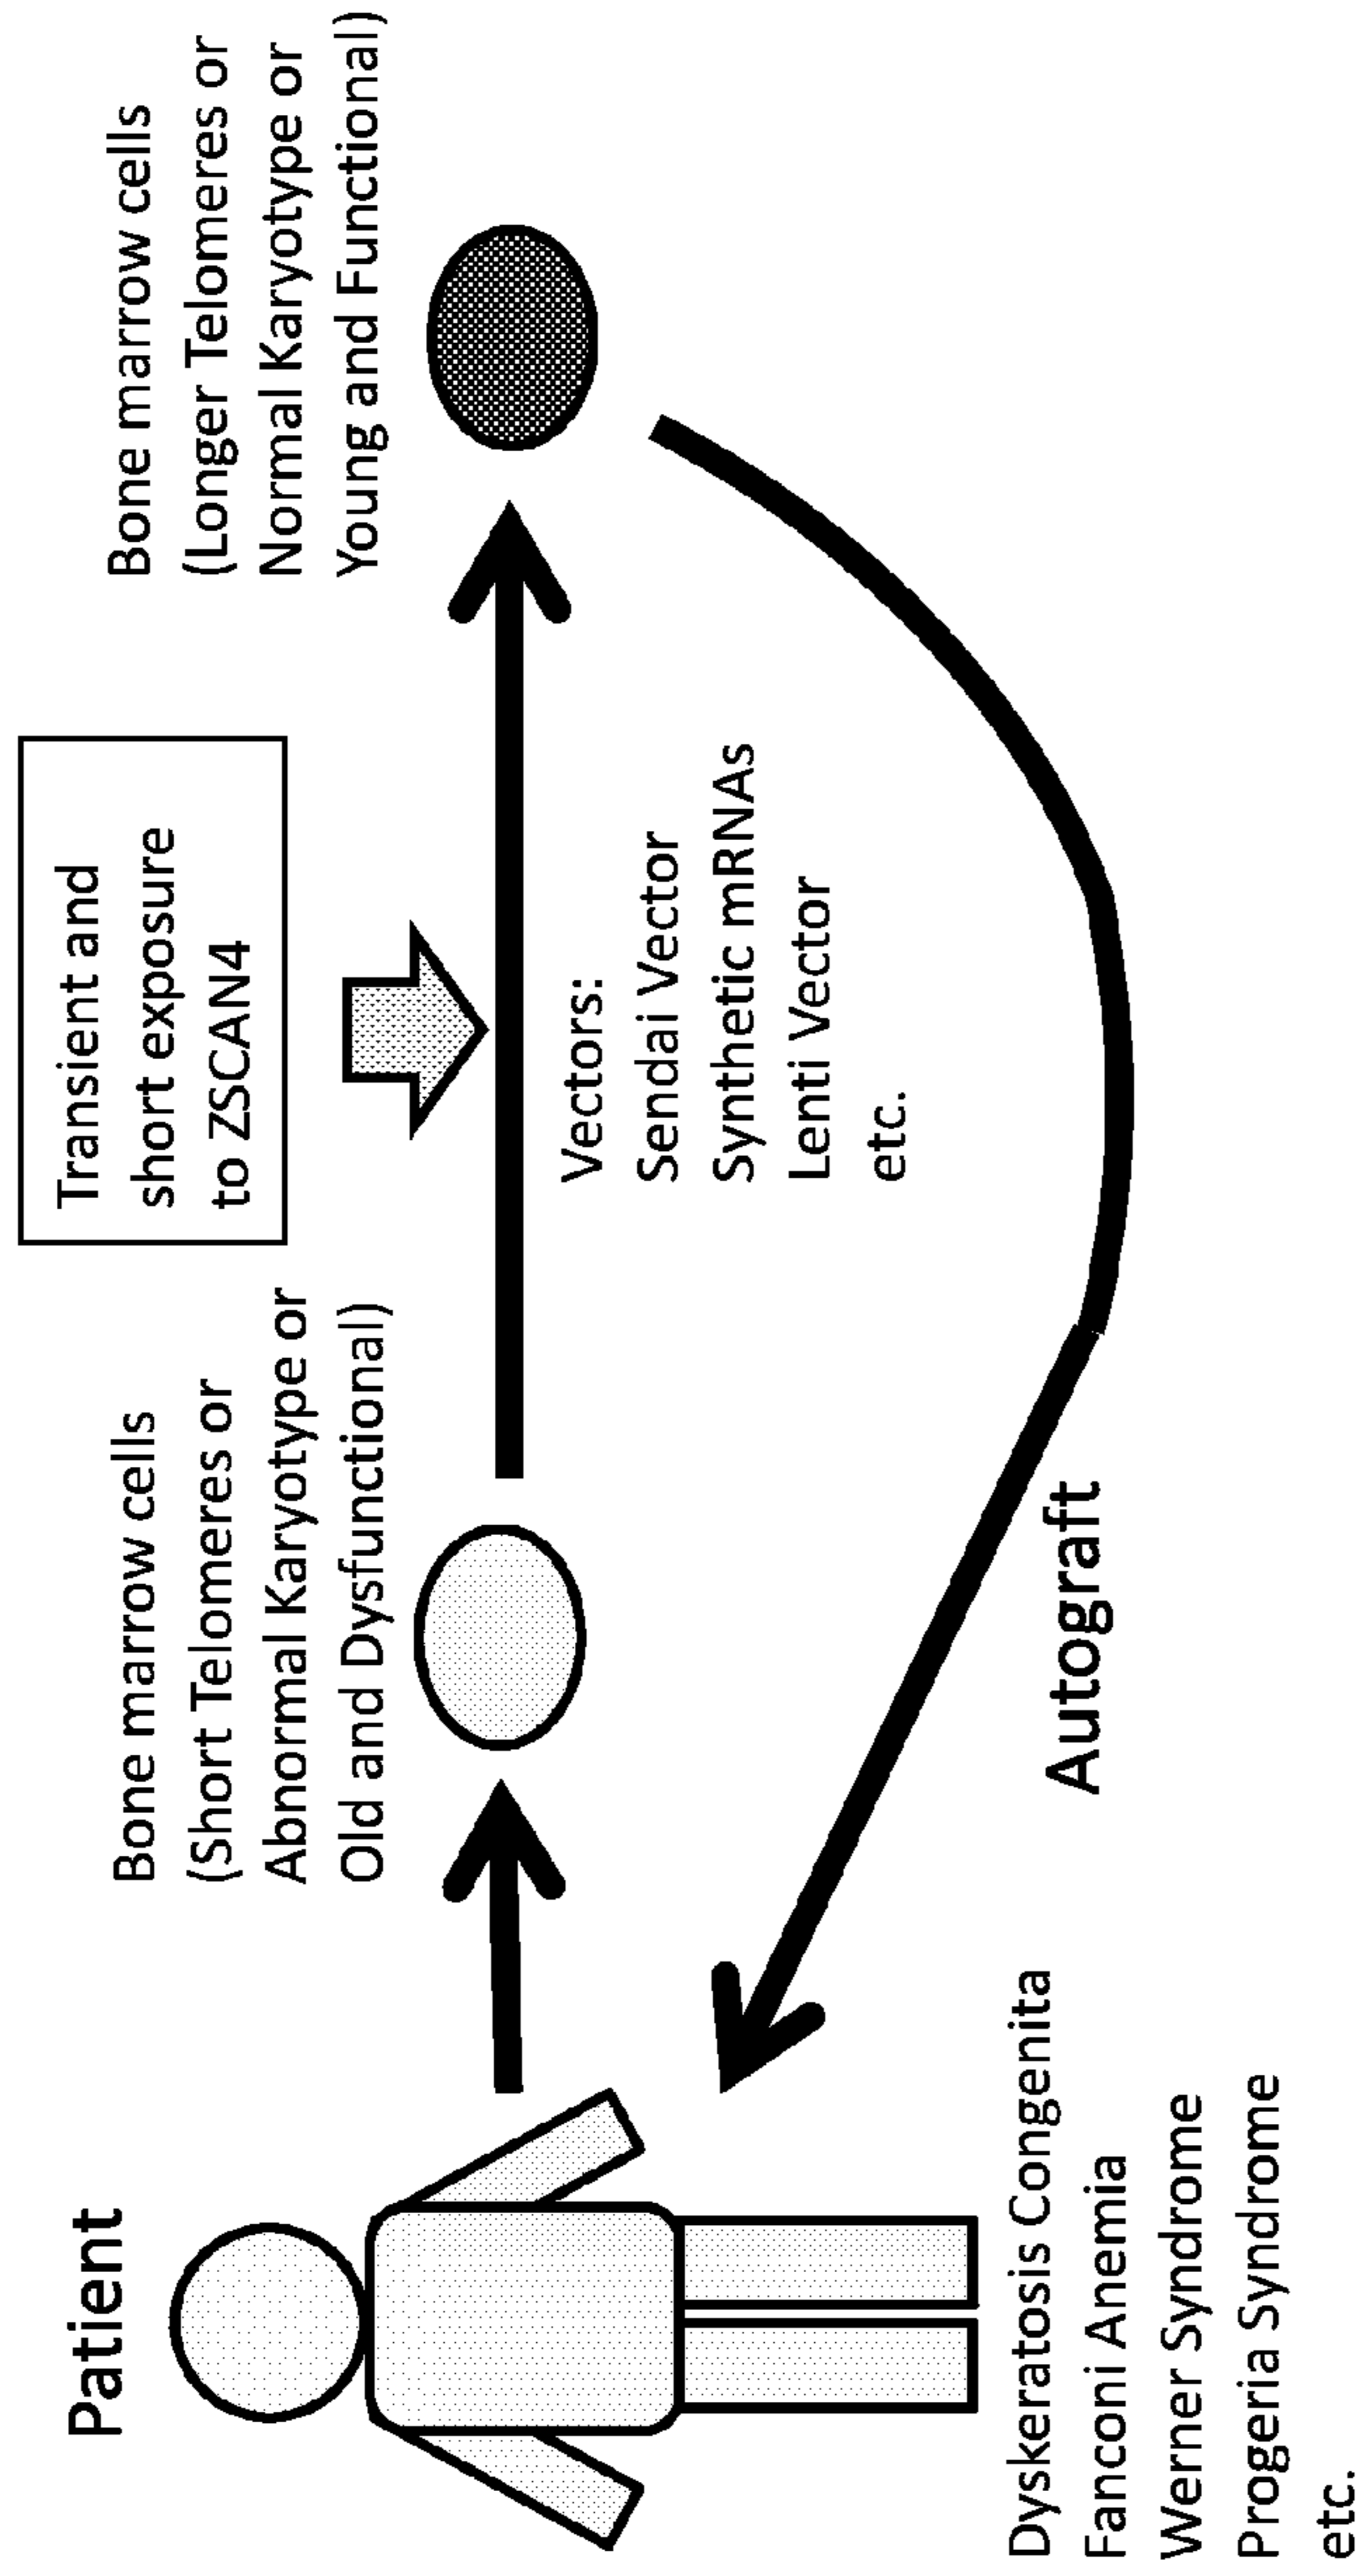 Patient
Bone marrow cells
(Short Telomeres or
Abnormal Karyotype or
Old and Dysfunctional)
Transient and
short exposure
to ZSCAN4
Bone marrow cells
(Longer Telomeres or
Normal Karyotype or
Young and Functional)
Vectors:
Sendai Vector
Synthetic mRNAs
Lenti Vector
etc.
Autograft
Dyskeratosis Congenita
Fanconi Anemia
Werner Syndrome
Progeria Syndrome
etc.